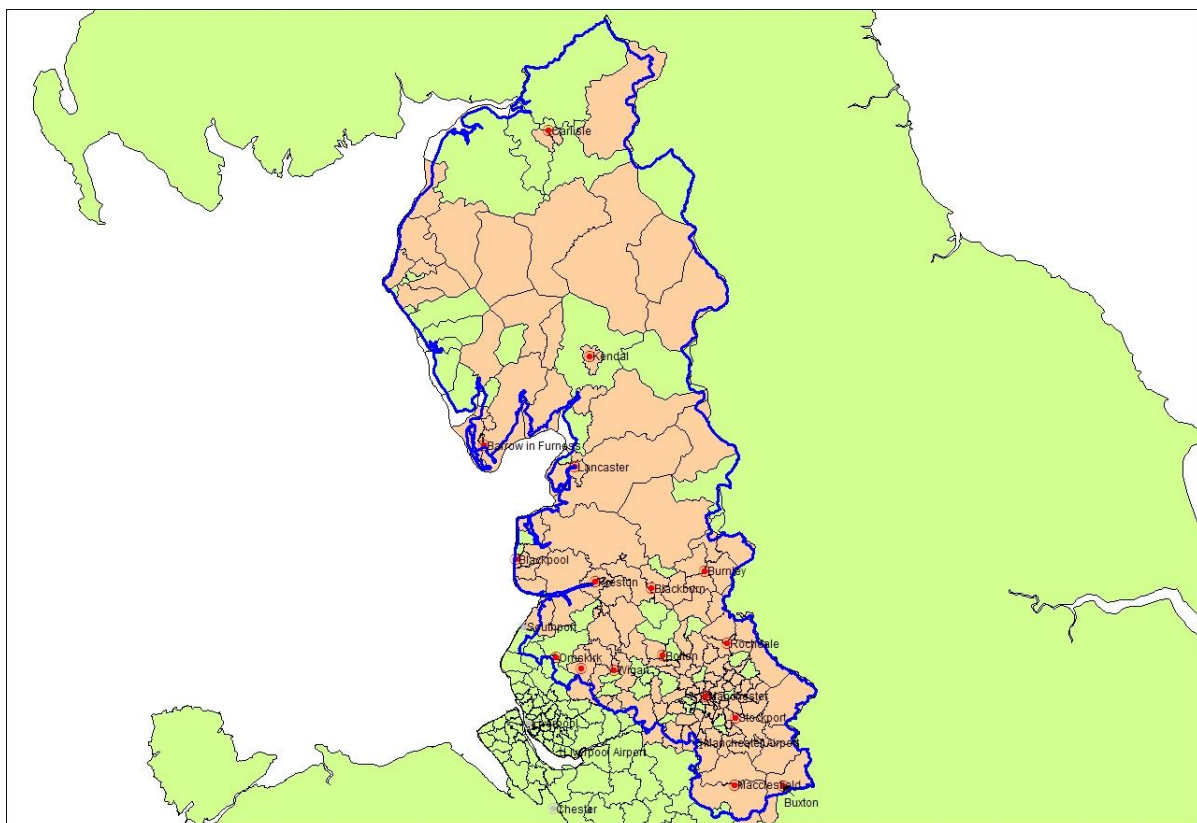 Carlisle
Kendal
Barrow in Furness
Lancaster
Blackpool
Preston
Blackburn
Burnley
Southport
Ormskirk
Wigan
Bolton
Rochdale
Manchester
Stockport
Liverpool
Liverpool Airport
Manchester Airport
Macclesfield
Buxton
Chester